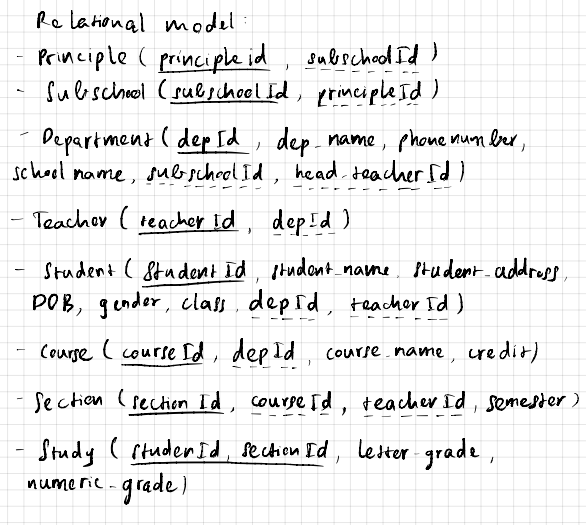 Relational model:
- Principle ( principle id , subschool Id )
- Subschool ( subschool Id , principle Id )
- Department ( dep Id , dep_name, phone number,
school name, subschool Id , head_teacher Id )
- Teacher ( teacher Id , dep Id )
- Student ( Student Id , student_name, student_address,
DOB, gender, class, dep Id , teacher Id )
- Course ( course Id , dep Id , course_name, credit)
- Section ( section Id , course Id , teacher Id , semester )
- Study ( studen Id, section Id , letter-grade ,
numeric-grade )